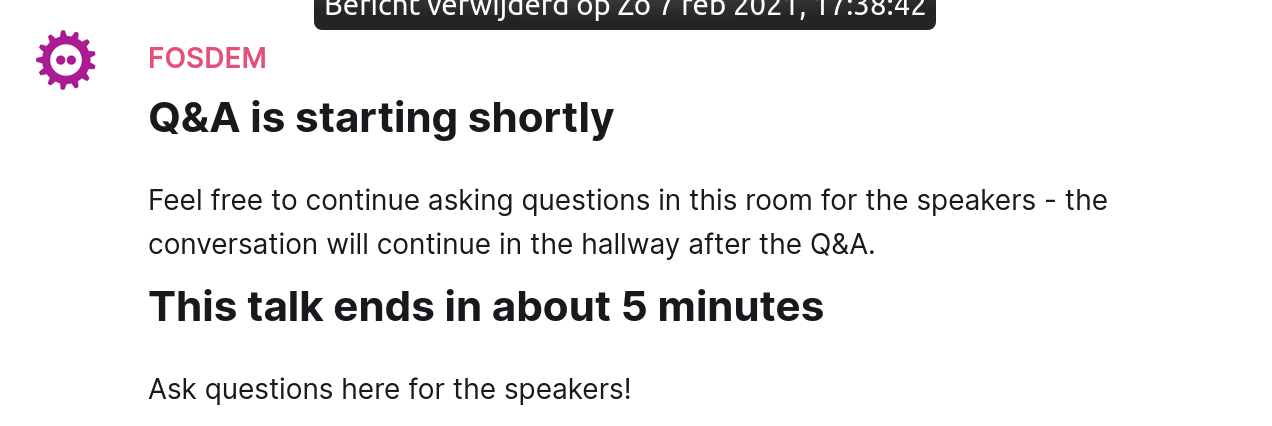 Bericht verwijderd op Zo 7 feb 2021, 17:38:42
FOSDEM
Q&A is starting shortly
Feel free to continue asking questions in this room for the speakers - the
conversation will continue in the hallway after the Q&A.
This talk ends in about 5 minutes
Ask questions here for the speakers!